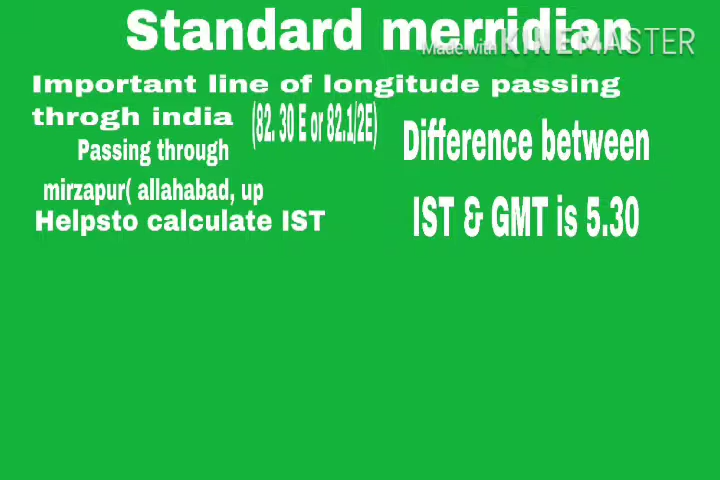 Standard merridian
Made with KINEMASTER
Important line of longitude passing
throgh india
(82. 30 E or 82.1/2E)
Passing through
mirzapur( allahabad, up
Helpsto calculate IST
Difference between
IST & GMT is 5.30